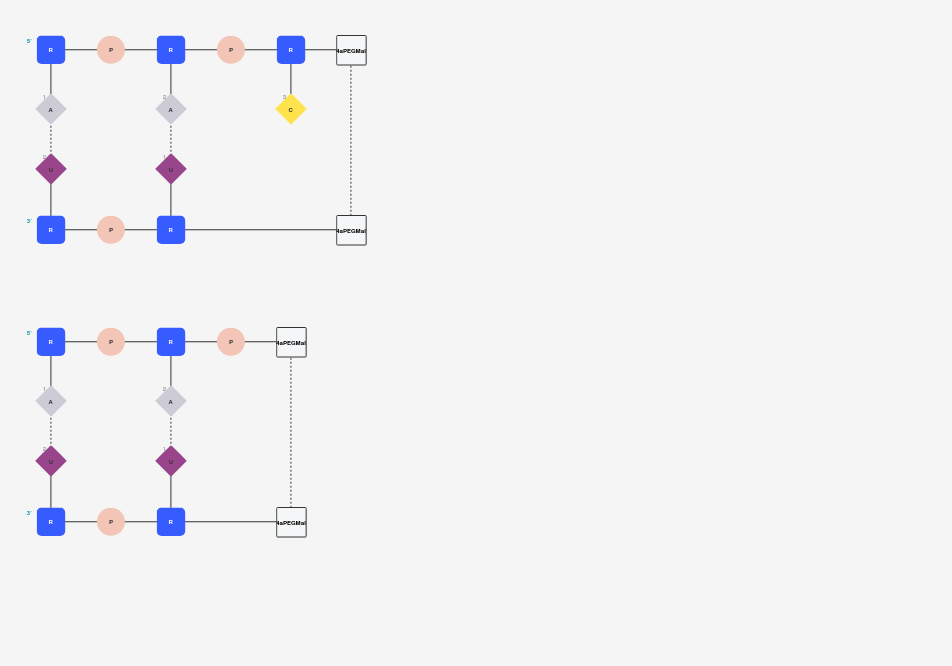 5' R P R P R 4aPEGMal
1 A 2 A 3 C
2 U 1 U
3' R P R 4aPEGMal
5' R P R P 4aPEGMal
1 A 2 A
2 U 1 U
3' R P R 4aPEGMal